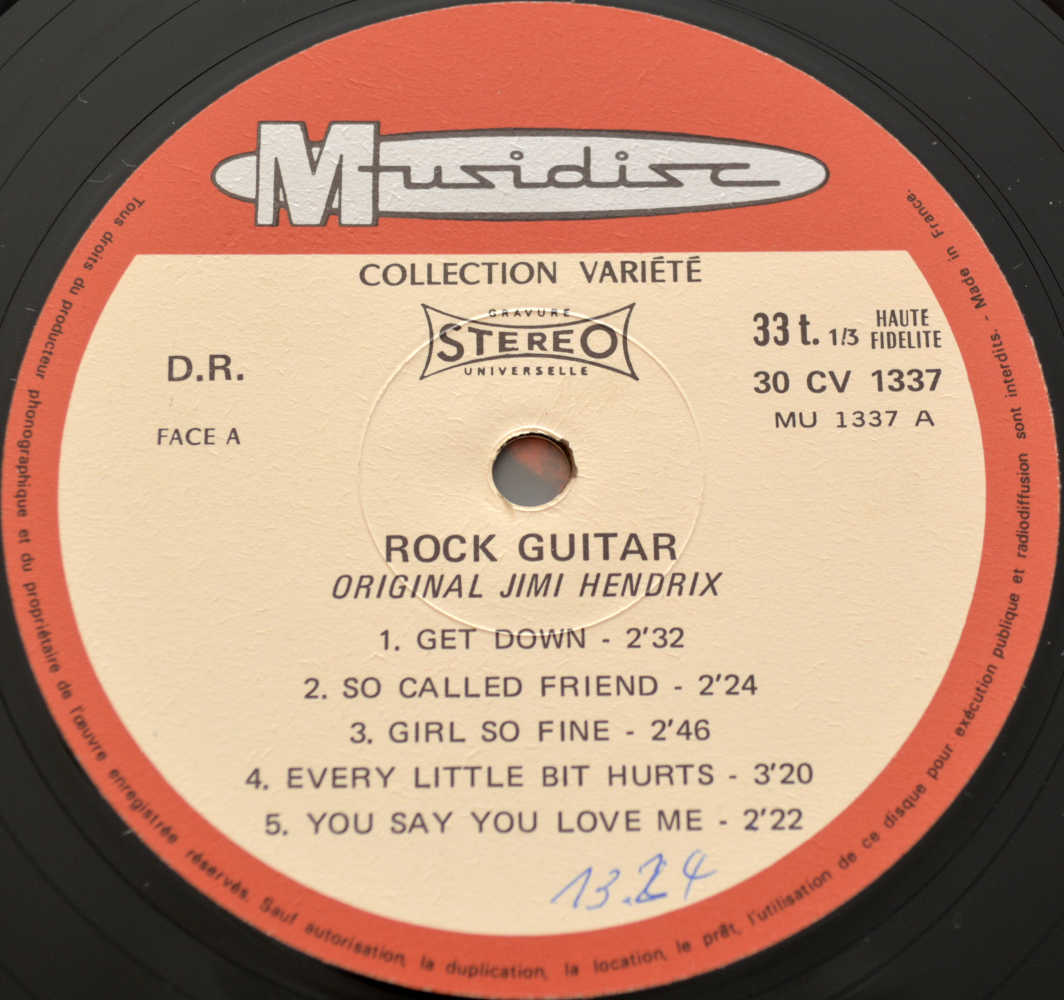 Musidisc
COLLECTION VARIÉTÉ
GRAVURE
STEREO
UNIVERSELLE
33 t. 1/3 HAUTE FIDELITE
30 CV 1337
MU 1337 A
D.R.
FACE A
ROCK GUITAR
ORIGINAL JIMI HENDRIX
1. GET DOWN - 2'32
2. SO CALLED FRIEND - 2'24
3. GIRL SO FINE - 2'46
4. EVERY LITTLE BIT HURTS - 3'20
5. YOU SAY YOU LOVE ME - 2'22
13.24
Tous droits du producteur phonographique et du propriétaire de l'œuvre enregistrée réservés. Sauf autorisation, la duplication, la location, le prêt, l'utilisation de ce disque pour exécution publique et radiodiffusion sont interdits. - Made in France.